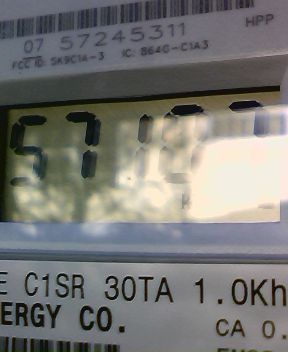 HPP
07 57245311
FCC ID: SK9C1A-3 IC: 8640-C1A3
E C1SR 30TA 1.0Kh
ERGY CO.
CA 0.